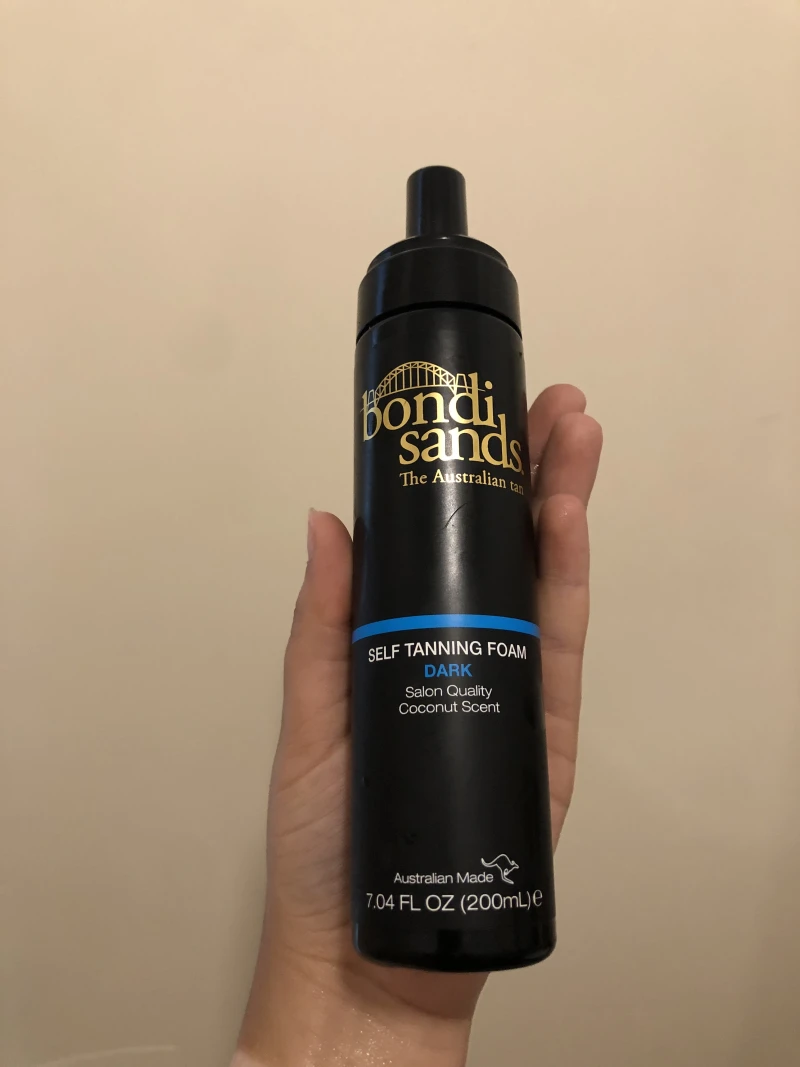 bondi
sands.
The Australian tan
SELF TANNING FOAM
DARK
Salon Quality
Coconut Scent
Australian Made
7.04 FL OZ (200mL) ℮